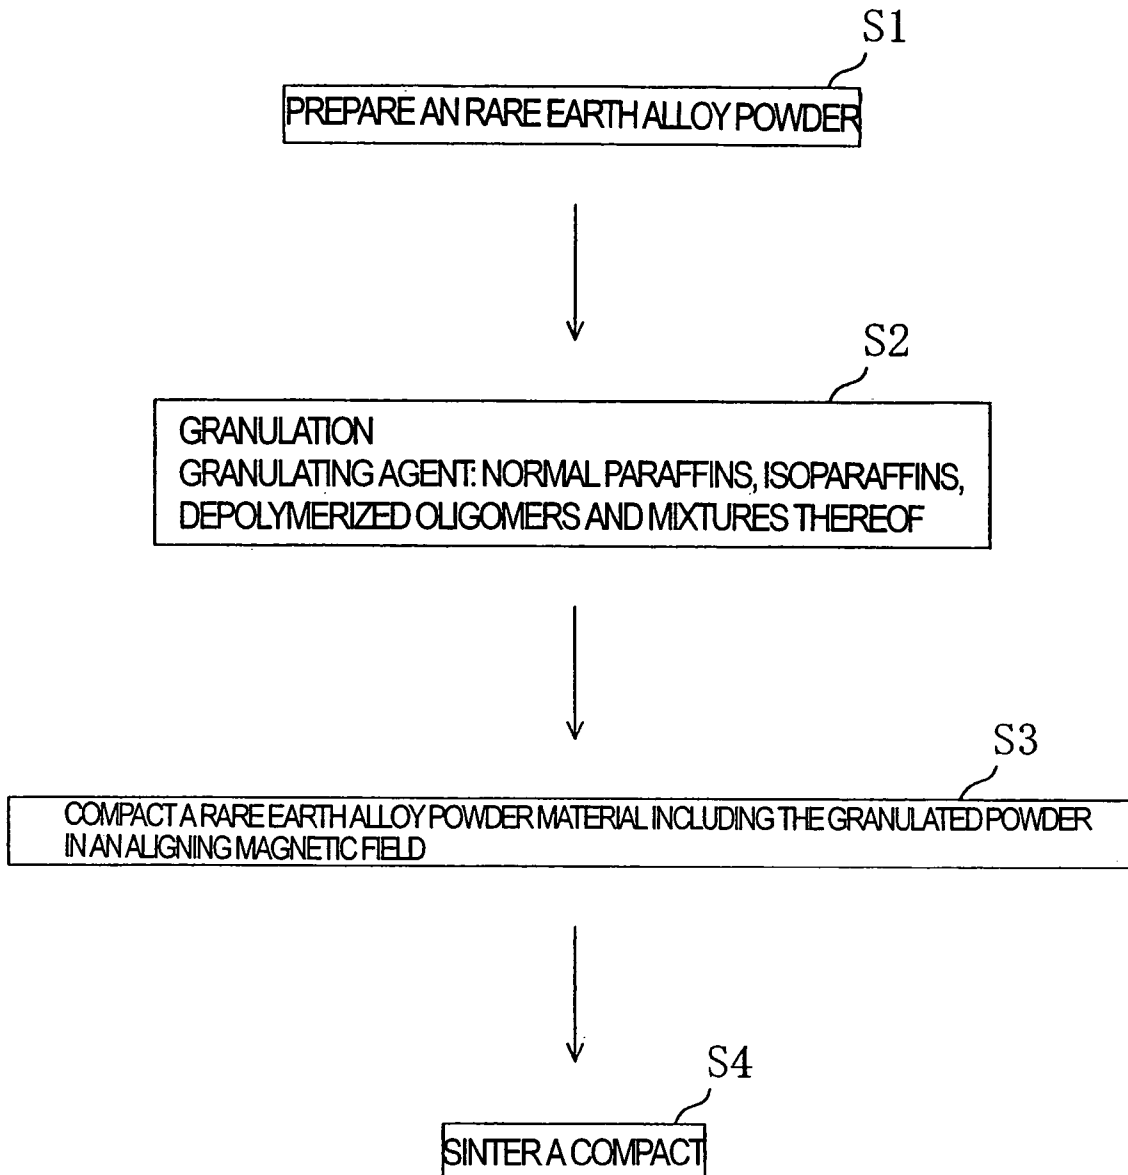 S1
PREPARE AN RARE EARTH ALLOY POWDER
S2
GRANULATION
GRANULATING AGENT: NORMAL PARAFFINS, ISOPARAFFINS,
DEPOLYMERIZED OLIGOMERS AND MIXTURES THEREOF
S3
COMPACT A RARE EARTH ALLOY POWDER MATERIAL INCLUDING THE GRANULATED POWDER
IN AN ALIGNING MAGNETIC FIELD
S4
SINTER A COMPACT